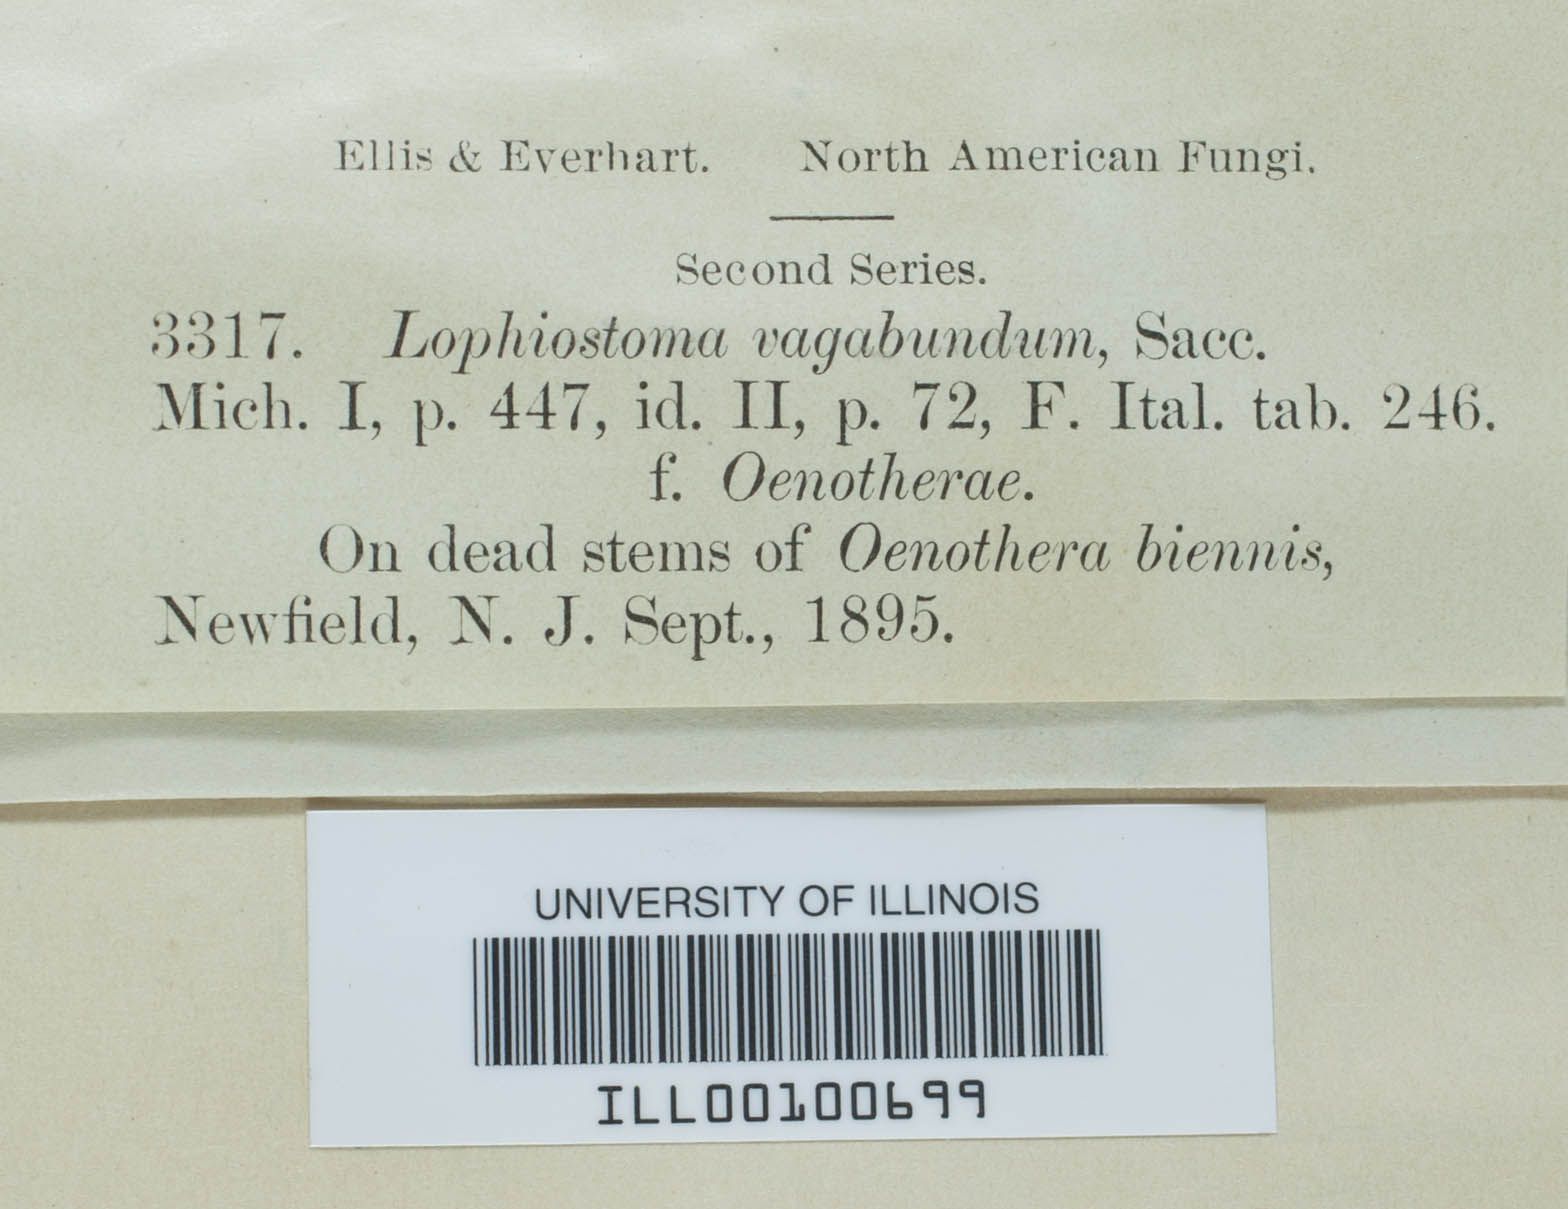 Ellis & Everhart. North American Fungi.
Second Series.
3317. Lophiostoma vagabundum, Sacc.
Mich. I, p. 447, id. II, p. 72, F. Ital. tab. 246.
f. Oenotherae.
On dead stems of Oenothera biennis,
Newfield, N. J. Sept., 1895.
UNIVERSITY OF ILLINOIS
ILL00100699